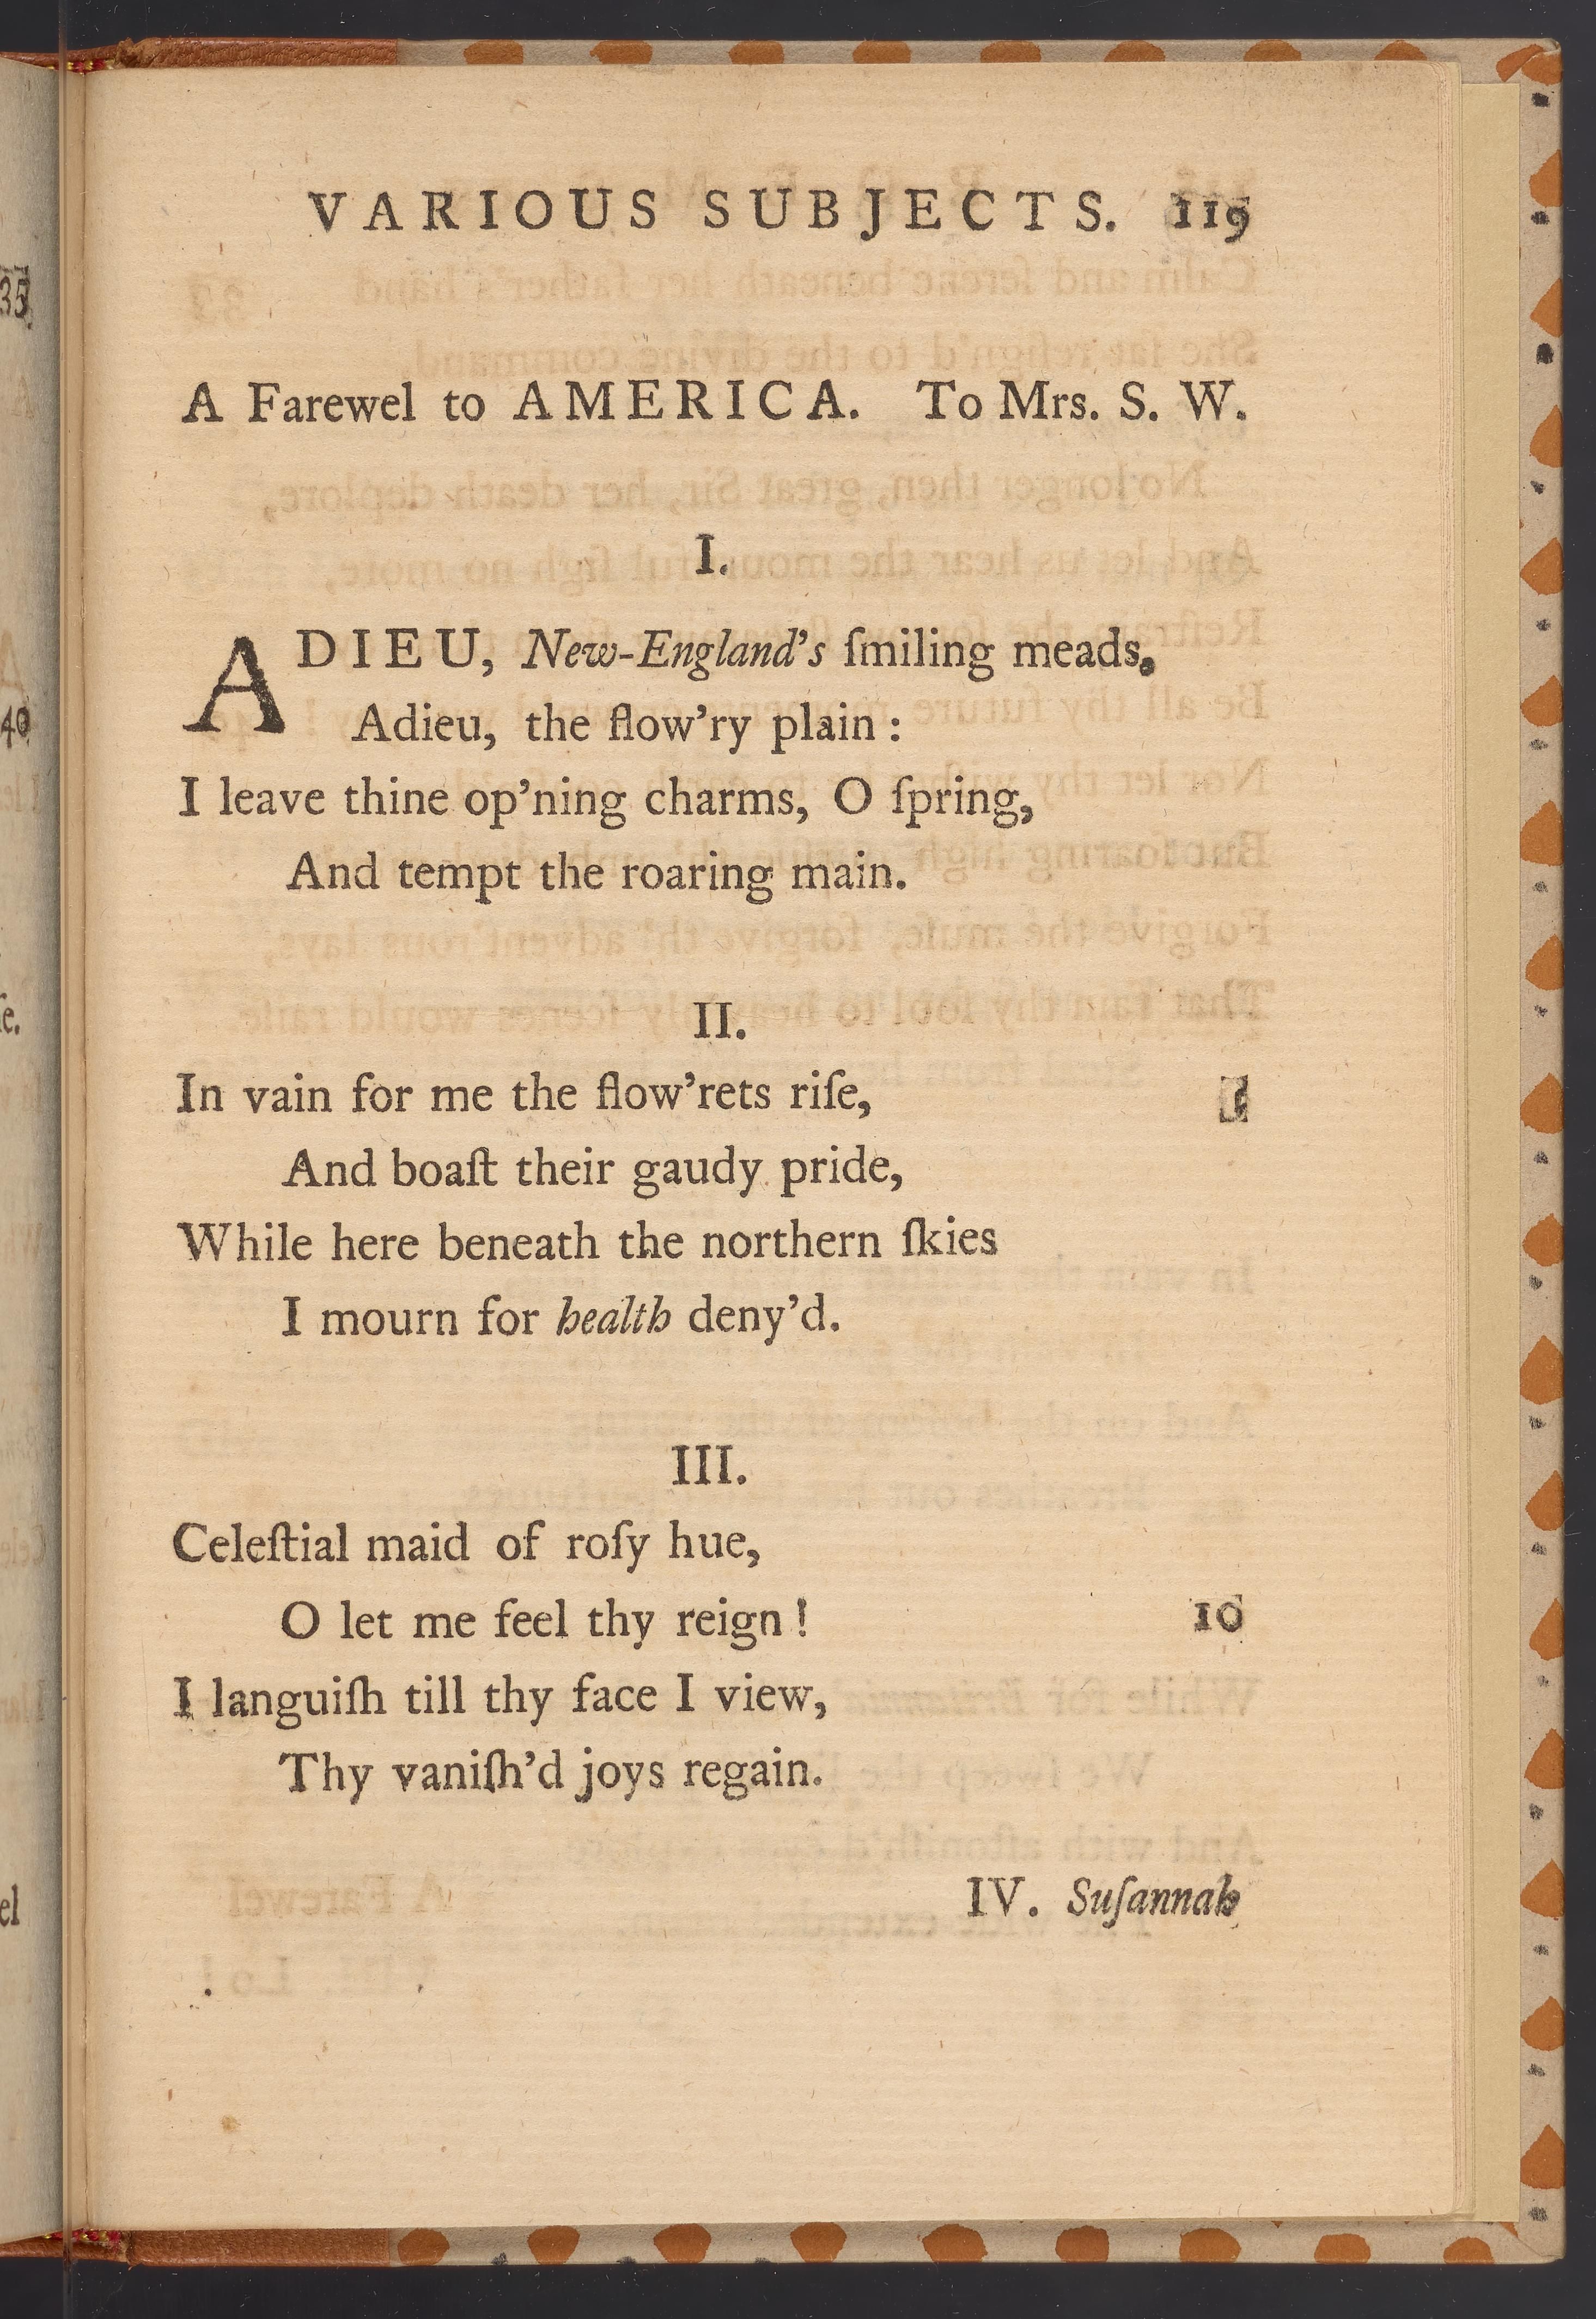 VARIOUS SUBJECTS. 119
A Farewel to AMERICA. To Mrs. S. W.
I.
ADIEU, New-England's ſmiling meads,
Adieu, the flow'ry plain :
I leave thine op'ning charms, O ſpring,
And tempt the roaring main.
II.
In vain for me the flow'rets riſe,
And boaſt their gaudy pride,
While here beneath the northern ſkies
I mourn for health deny'd.
III.
Celeſtial maid of roſy hue,
O let me feel thy reign ! 10
I languiſh till thy face I view,
Thy vaniſh'd joys regain.
IV. Suſannah